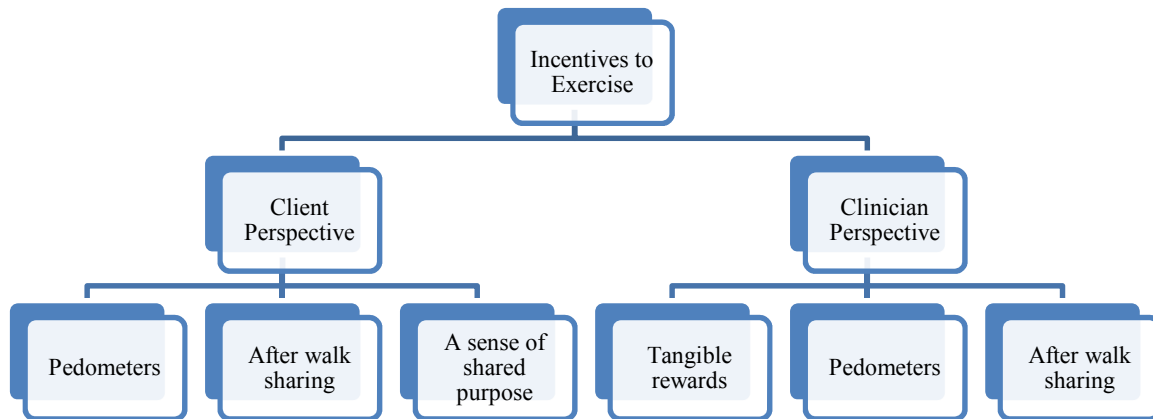 Incentives to
Exercise
Client
Perspective
Clinician
Perspective
Pedometers
After walk
sharing
A sense of
shared
purpose
Tangible
rewards
Pedometers
After walk
sharing